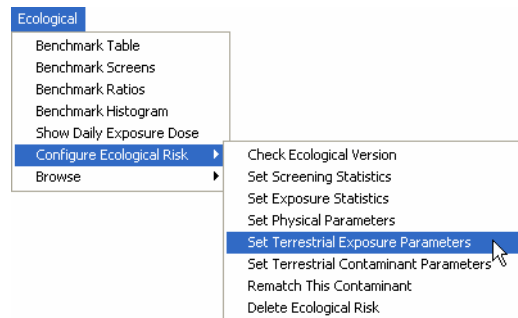 Ecological
Benchmark Table
Benchmark Screens
Benchmark Ratios
Benchmark Histogram
Show Daily Exposure Dose
Configure Ecological Risk
Browse
Check Ecological Version
Set Screening Statistics
Set Exposure Statistics
Set Physical Parameters
Set Terrestrial Exposure Parameters
Set Terrestrial Contaminant Parameters
Rematch This Contaminant
Delete Ecological Risk